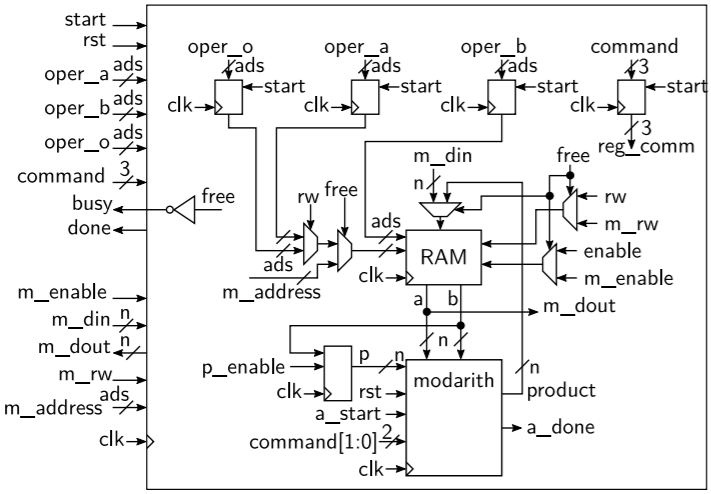 start
rst
oper_a ads
oper_b ads
oper_o ads
command 3
busy
free
done
m_enable
m_din n
m_dout n
m_rw
m_address ads
clk
oper_o
ads
start
clk
oper_a
ads
start
clk
oper_b
ads
start
clk
command
3
start
clk
3
reg_comm
m_din
n
free
rw
free
rw
m_rw
ads
ads
m_address
RAM
clk
enable
m_enable
a b
m_dout
n n
p_enable
clk
p n
modarith
rst
a_start
command[1:0] 2
clk
n
product
a_done